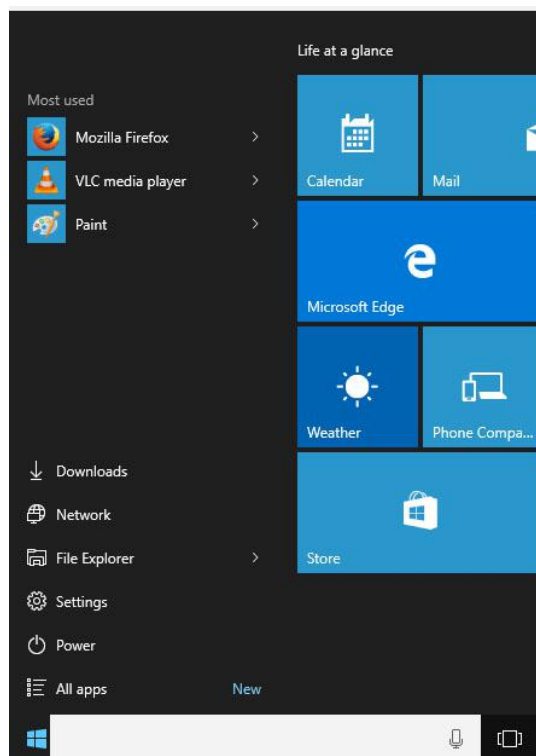 Life at a glance
Most used
Mozilla Firefox
VLC media player
Paint
Calendar
Mail
Microsoft Edge
Weather
Phone Compa...
Store
Downloads
Network
File Explorer
Settings
Power
All apps New